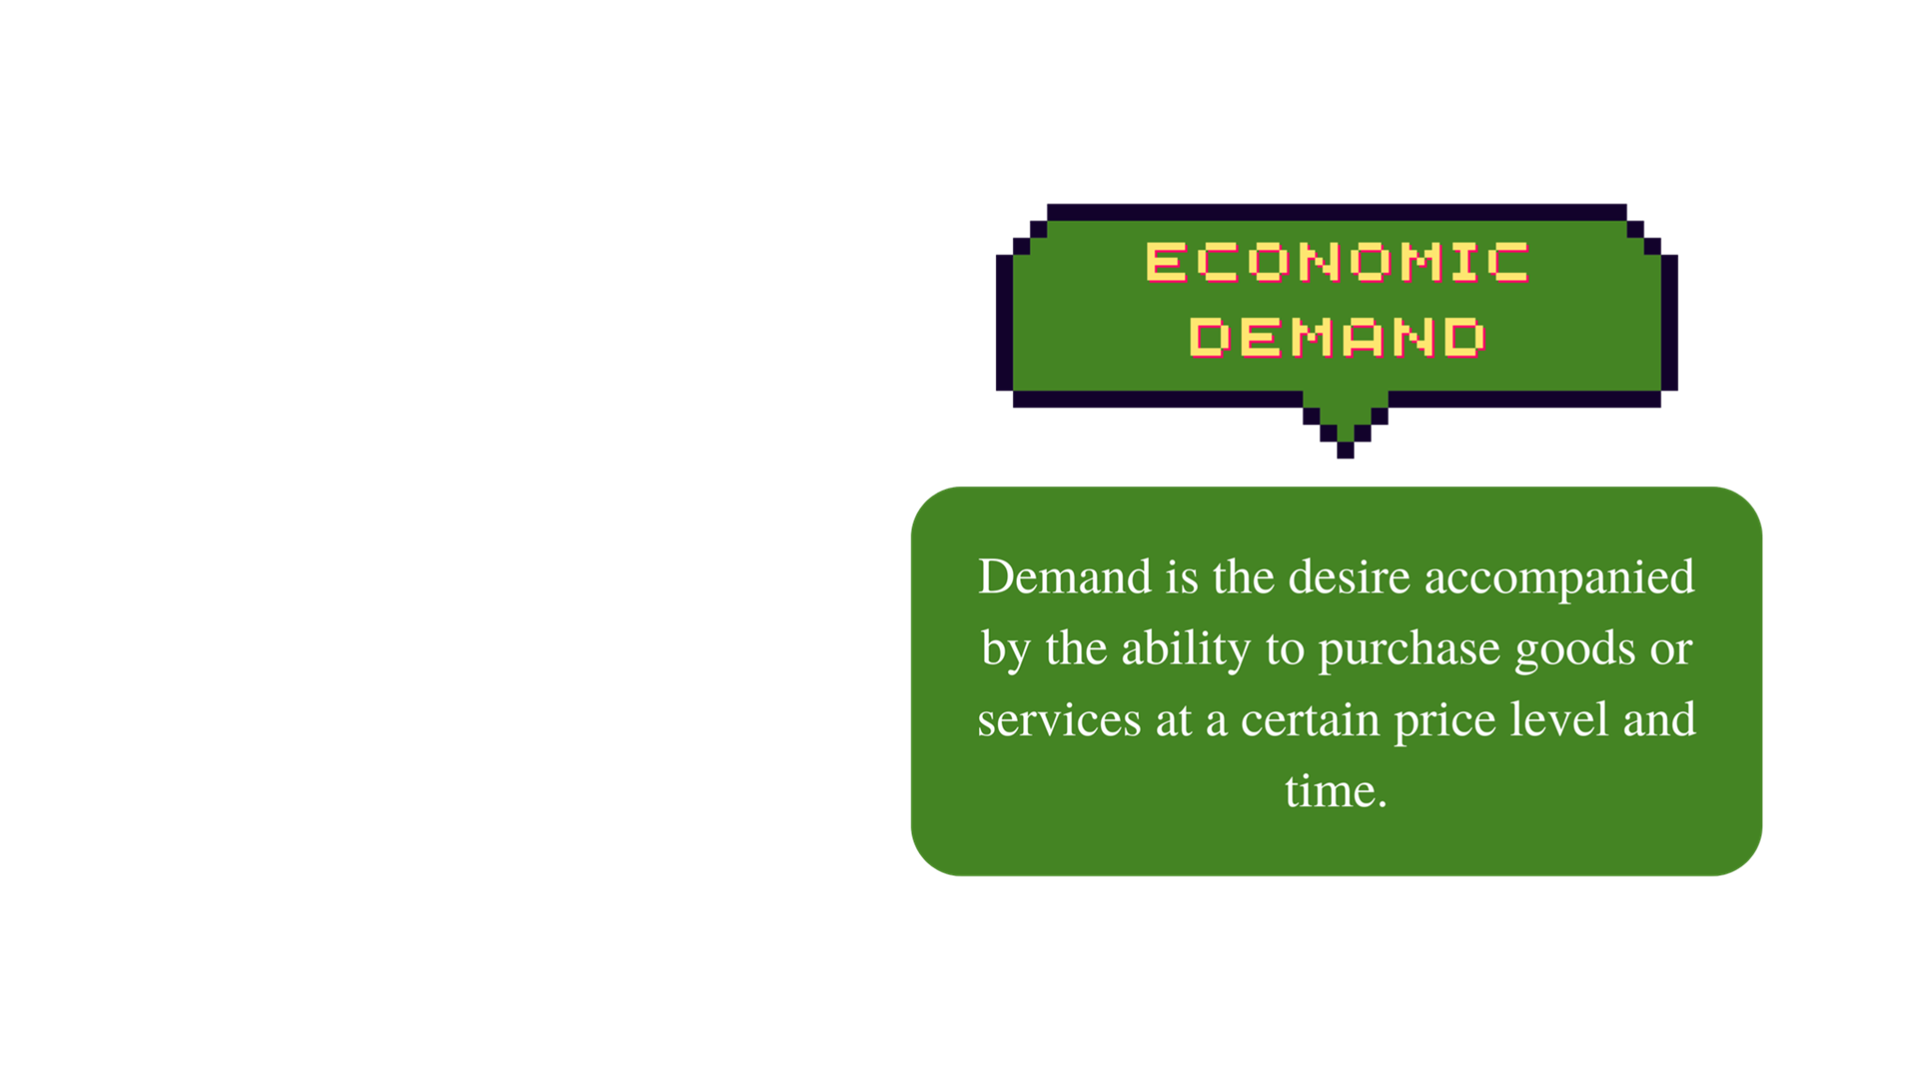 ECONOMIC
DEMAND
Demand is the desire accompanied
by the ability to purchase goods or
services at a certain price level and
time.